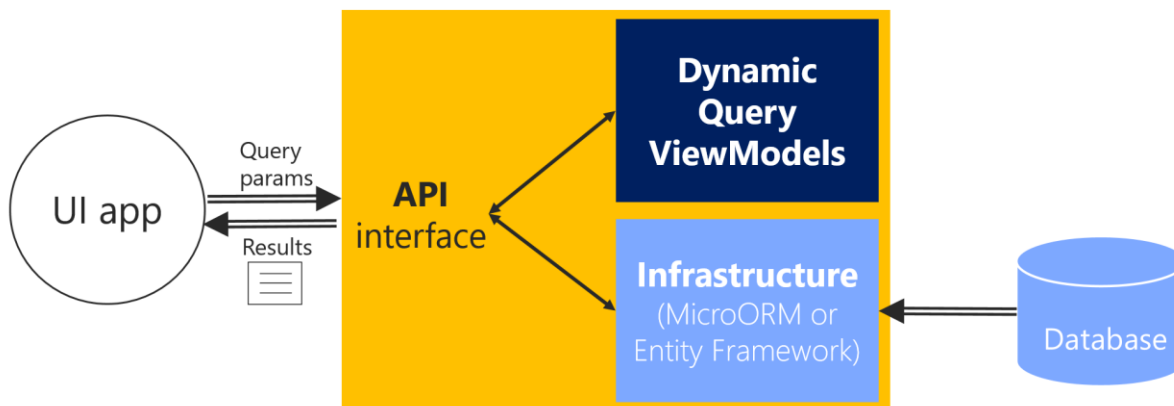 UI app
Query
params
Results
API
interface
Dynamic
Query
ViewModels
Infrastructure
(MicroORM or
Entity Framework)
Database